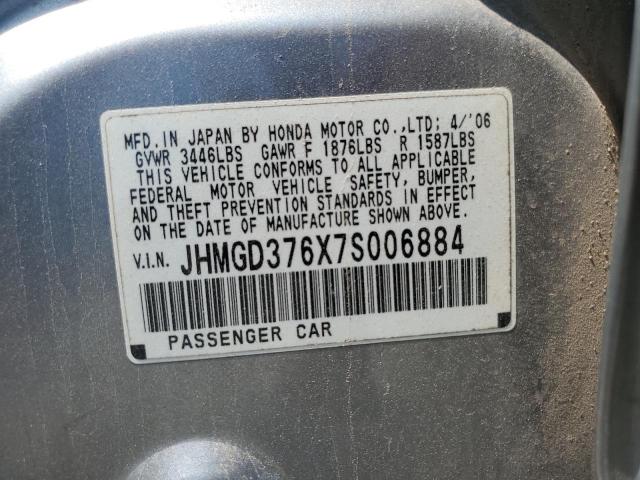 MFD.IN JAPAN BY HONDA MOTOR CO.,LTD; 4/'06
GVWR 3446LBS GAWR F 1876LBS R 1587LBS
THIS VEHICLE CONFORMS TO ALL APPLICABLE
FEDERAL MOTOR VEHICLE SAFETY, BUMPER,
AND THEFT PREVENTION STANDARDS IN EFFECT
ON THE DATE OF MANUFACTURE SHOWN ABOVE.
V.I.N. JHMGD376X7S006884
PASSENGER CAR